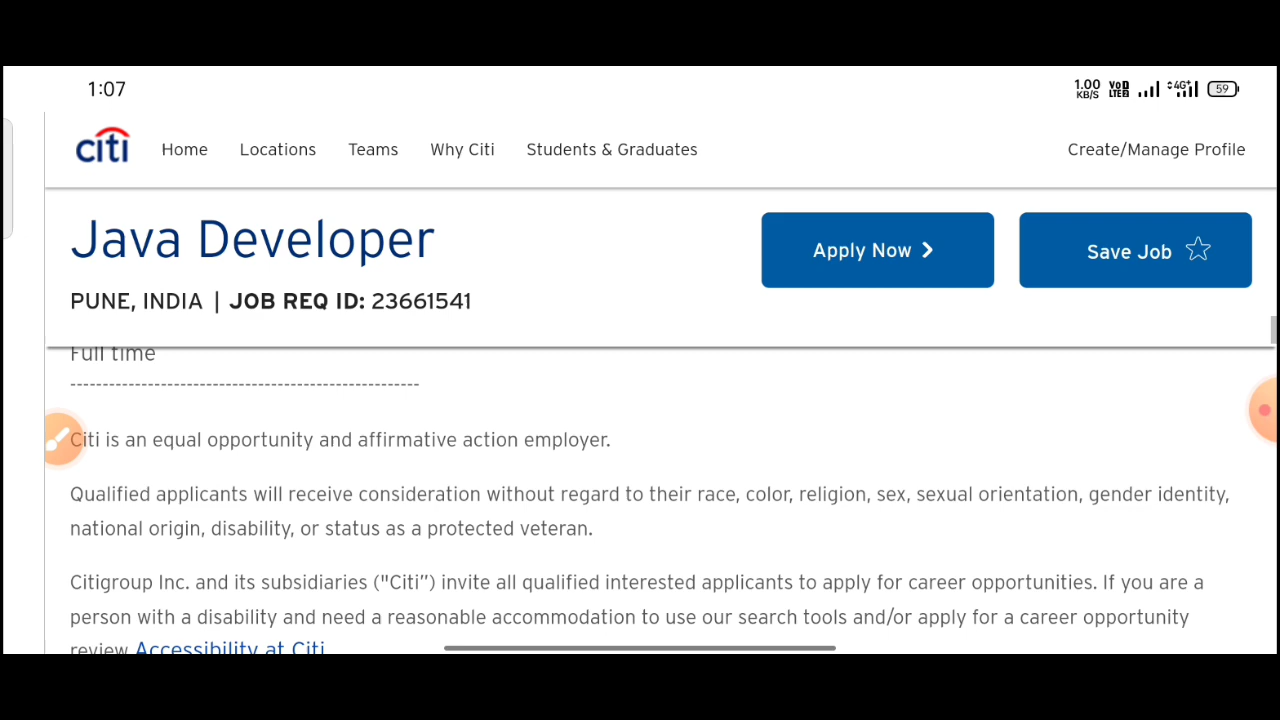 1:07
1.00
KB/S
VoD
LTE2
4G+
59
citi
Home Locations Teams Why Citi Students & Graduates Create/Manage Profile
Java Developer
Apply Now
Save Job
PUNE, INDIA | JOB REQ ID: 23661541
Full time
--------------------------------------------------
Citi is an equal opportunity and affirmative action employer.
Qualified applicants will receive consideration without regard to their race, color, religion, sex, sexual orientation, gender identity,
national origin, disability, or status as a protected veteran.
Citigroup Inc. and its subsidiaries ("Citi”) invite all qualified interested applicants to apply for career opportunities. If you are a
person with a disability and need a reasonable accommodation to use our search tools and/or apply for a career opportunity
review Accessibility at Citi